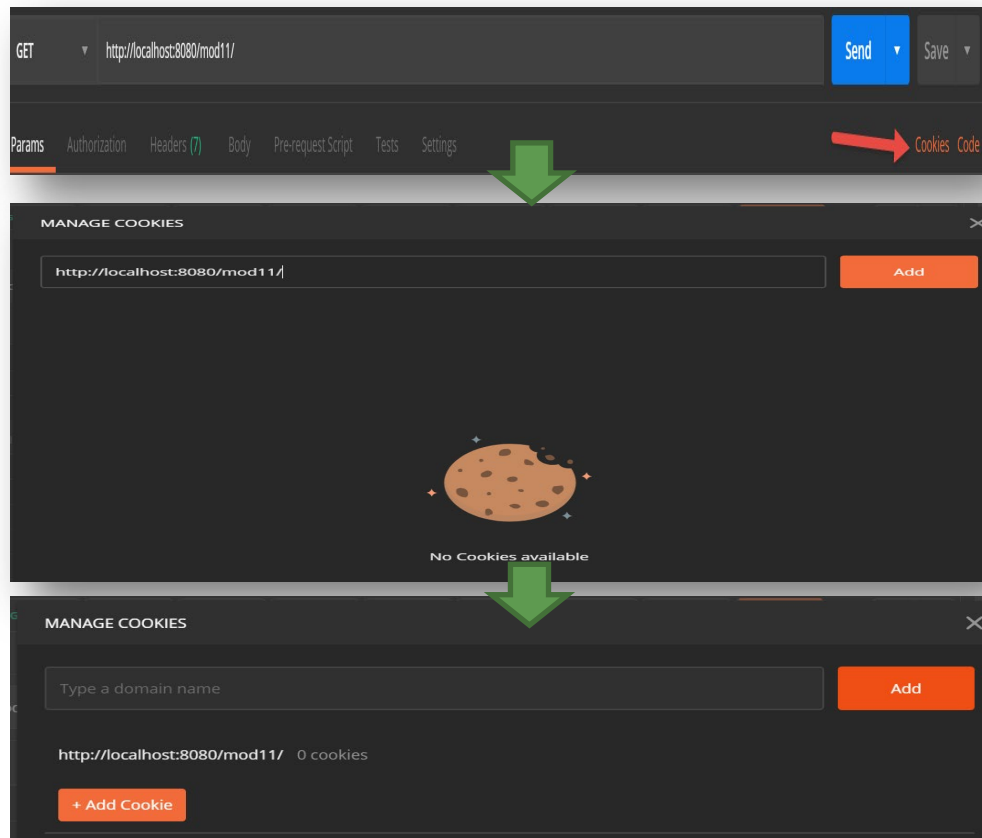 GET http://localhost:8080/mod11/ Send Save
Params Authorization Headers (7) Body Pre-request Script Tests Settings Cookies Code
MANAGE COOKIES
http://localhost:8080/mod11/ Add
No Cookies available
MANAGE COOKIES
Type a domain name Add
http://localhost:8080/mod11/ 0 cookies
+ Add Cookie